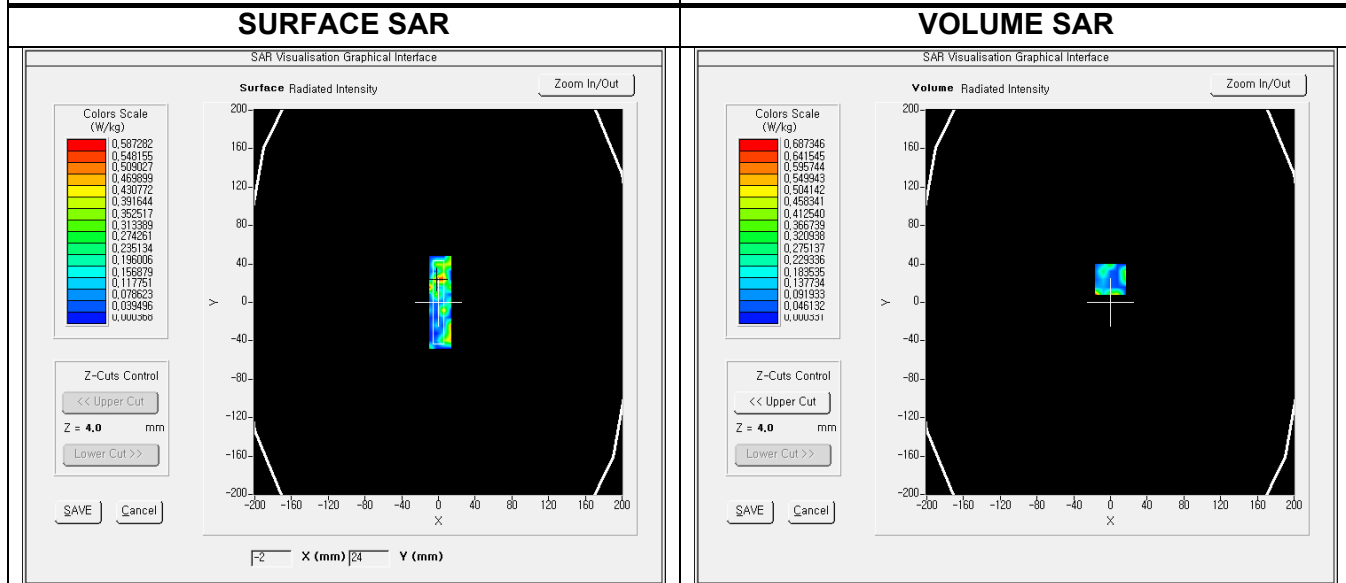 SURFACE SAR
SAR Visualisation Graphical Interface
Surface Radiated Intensity
Zoom In/Out
Colors Scale
(W/kg)
0.587282
0.548155
0.509027
0.469899
0.430772
0.391644
0.352517
0.313389
0.274261
0.235134
0.196006
0.156879
0.117751
0.078623
0.039496
0.000368
Z-Cuts Control
<< Upper Cut
Z = 4.0 mm
Lower Cut >>
SAVE Cancel
200
160
120
80
40
0
-40
-80
-120
-160
-200
Y
-200 -160 -120 -80 -40 0 40 80 120 160 200
X
-2 X (mm) 24 Y (mm)
VOLUME SAR
SAR Visualisation Graphical Interface
Volume Radiated Intensity
Zoom In/Out
Colors Scale
(W/kg)
0.687346
0.641545
0.595744
0.549943
0.504142
0.458341
0.412540
0.366739
0.320938
0.275137
0.229336
0.183535
0.137734
0.091933
0.046132
0.000331
Z-Cuts Control
<< Upper Cut
Z = 4.0 mm
Lower Cut >>
SAVE Cancel
200
160
120
80
40
0
-40
-80
-120
-160
-200
Y
-200 -160 -120 -80 -40 0 40 80 120 160 200
X